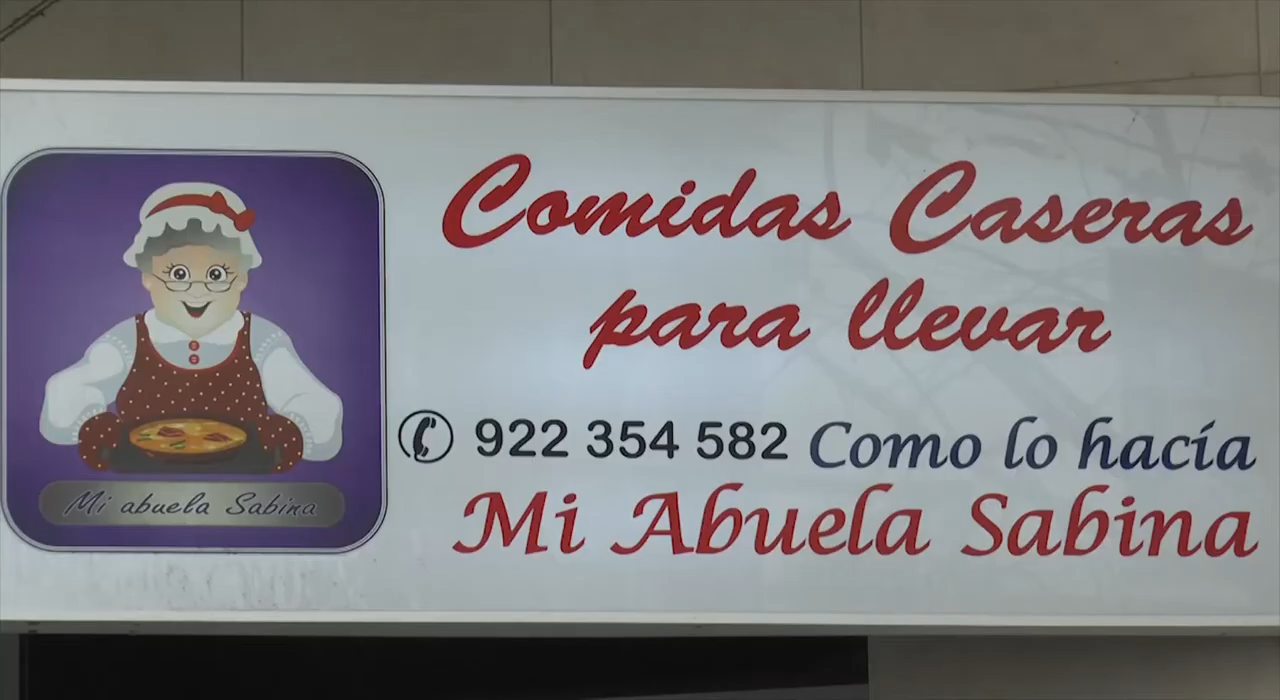 Comidas Caseras
para llevar
922 354 582 Como lo hacía
Mi Abuela Sabina
Mi abuela Sabina